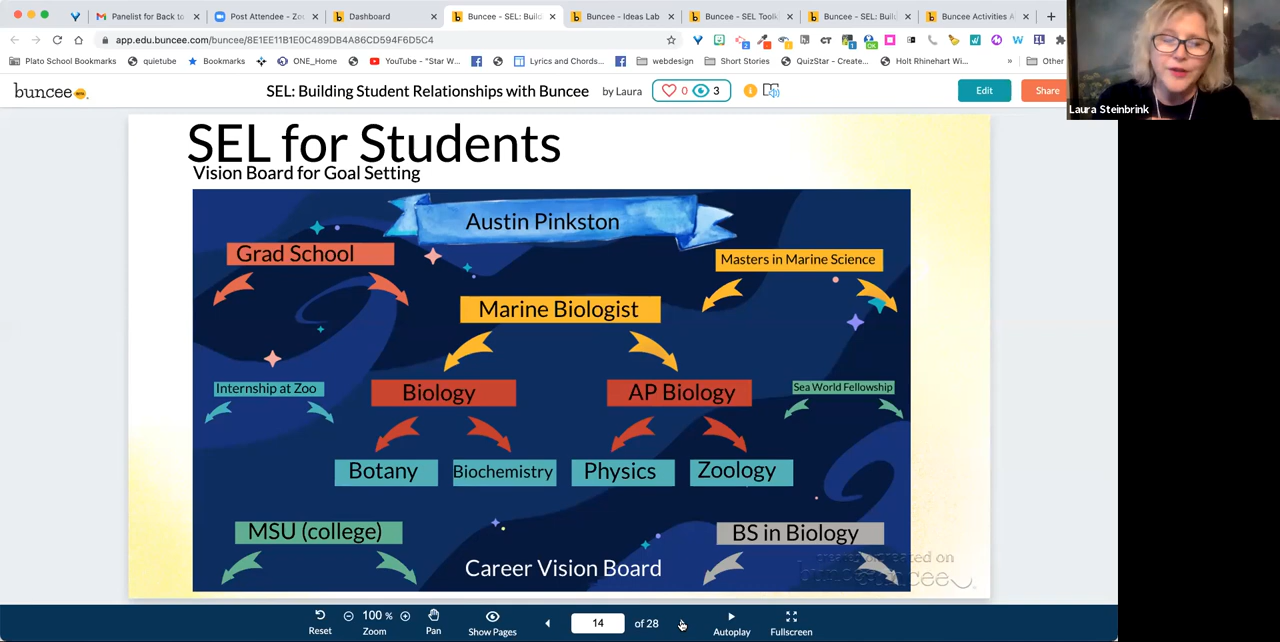 Panelist for Back to
Post Attendee - Zoo
Dashboard
Buncee - SEL: Build
Buncee - Ideas Lab
Buncee - SEL Toolk
Buncee - SEL: Build
Buncee Activities A
app.edu.buncee.com/buncee/8E1EE11B1E0C489DB4A86CD594F6D5C4
Plato School Bookmarks
quietube
Bookmarks
ONE_Home
YouTube - "Star W...
Lyrics and Chords...
webdesign
Short Stories
QuizStar - Create...
Holt Rhinehart Wi...
»
Other
buncee
SEL: Building Student Relationships with Buncee
by Laura
0
3
Edit
Share
Laura Steinbrink
SEL for Students
Vision Board for Goal Setting
Austin Pinkston
Grad School
Masters in Marine Science
Marine Biologist
Internship at Zoo
Biology
AP Biology
Sea World Fellowship
Botany
Biochemistry
Physics
Zoology
MSU (college)
BS in Biology
Career Vision Board
Reset
100 %
Zoom
Pan
Show Pages
14
of 28
Autoplay
Fullscreen